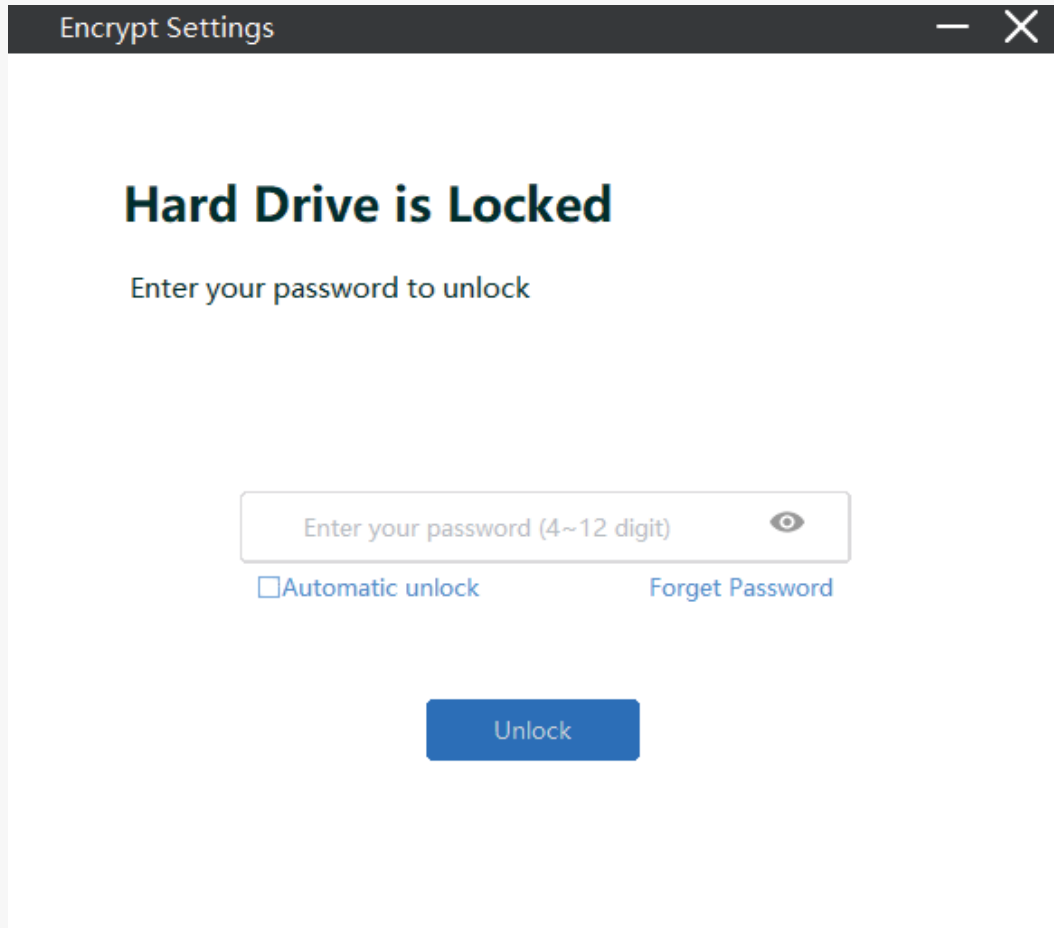 Encrypt Settings
Hard Drive is Locked
Enter your password to unlock
Enter your password (4~12 digit)
Automatic unlock
Forget Password
Unlock